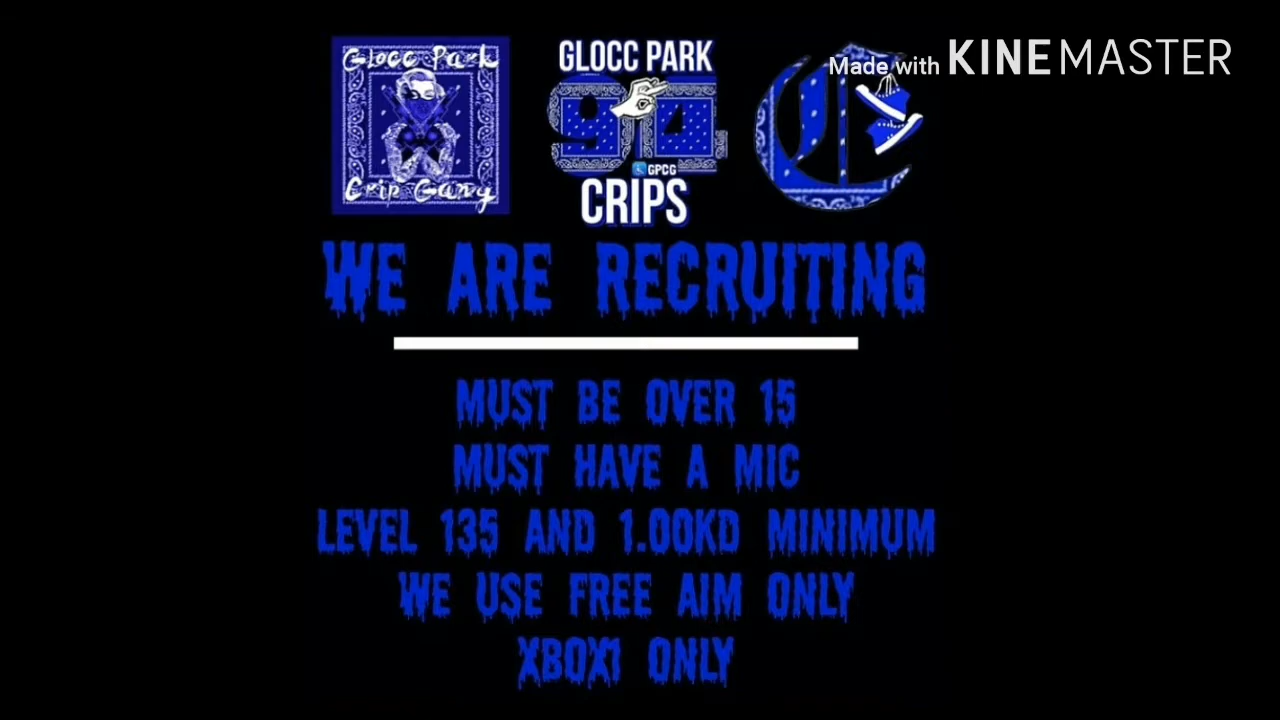 Glocc Park
Crip Gang
GLOCC PARK
94
GPCG
CRIPS
C
Made with KINEMASTER
WE ARE RECRUITING
MUST BE OVER 15
MUST HAVE A MIC
LEVEL 135 AND 1.00KD MINIMUM
WE USE FREE AIM ONLY
XBOX1 ONLY